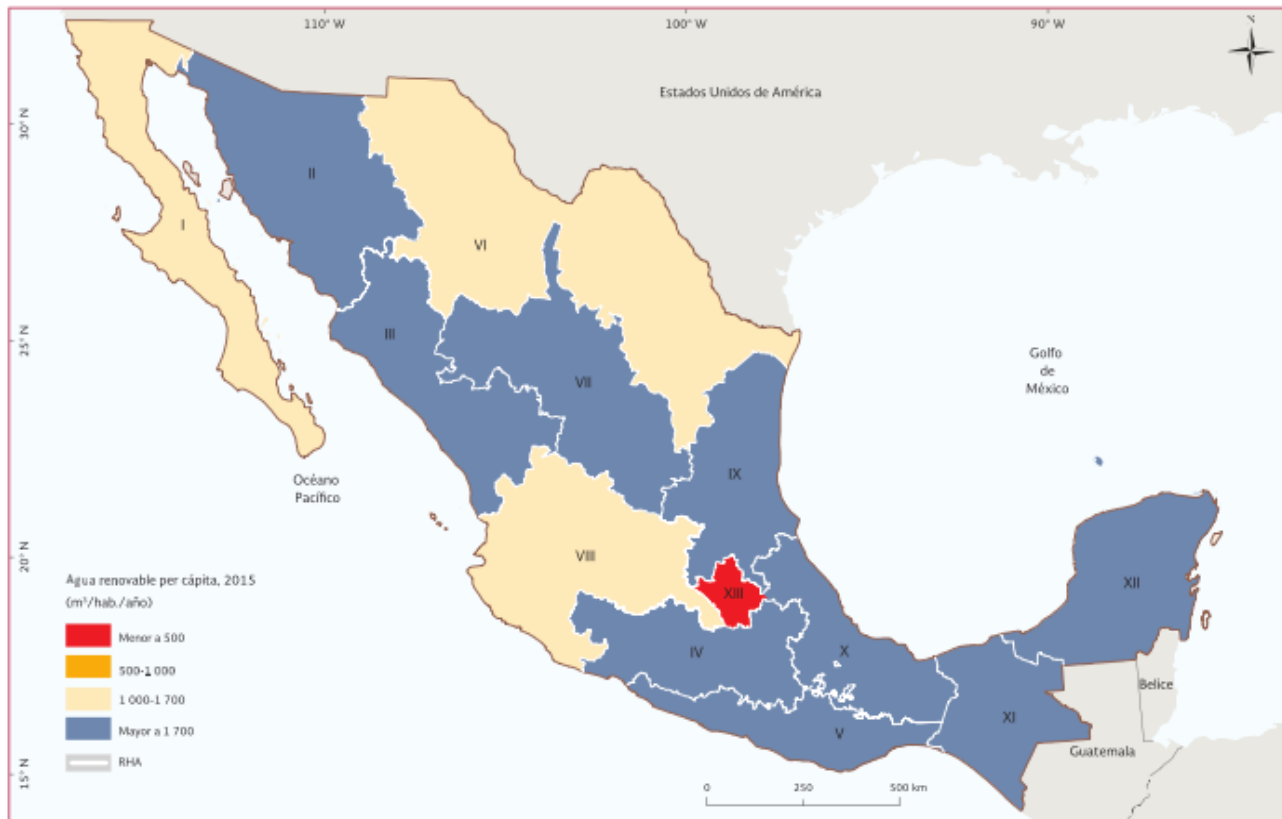 110° W
100° W
90° W
Estados Unidos de América
30° N
II
I
VI
III
25° N
VII
Golfo
de
México
IX
Océano
Pacífico
20° N
VIII
XIII
XII
Agua renovable per cápita, 2015
(m³/hab./año)
Menor a 500
500-1 000
1 000-1 700
Mayor a 1 700
RHA
IV
X
Belice
XI
V
Guatemala
15° N
0 250 500 km